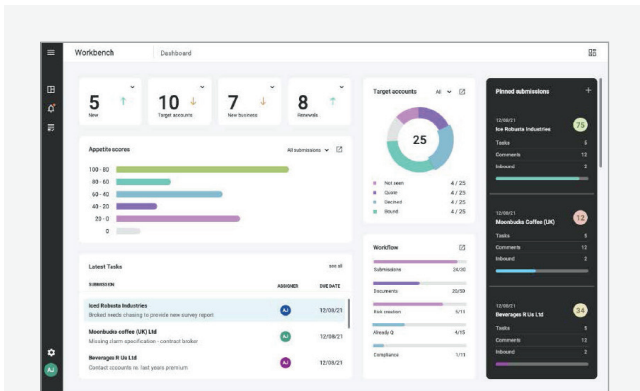 Workbench
Dashboard
5
New
10
Target accounts
7
New business
8
Renewals
Appetite scores
All submissions
100 - 80
80 - 60
60 - 40
40 - 20
20 - 0
0
Target accounts
All
25
Not seen 4 / 25
Quote 4 / 25
Declined 4 / 25
Bound 4 / 25
Pinned submissions
+
12/08/21
Ice Robusta Industries
75
Tasks 5
Comments 12
Inbound 2
12/08/21
Moonbucks Coffee (UK)
12
Tasks 5
Comments 12
Inbound 2
12/08/21
Beverages R Us Ltd
34
Tasks 5
Comments 12
Inbound 2
Latest Tasks
see all
SUBMISSION ASSIGNEE DUE DATE
Iced Robusta Industries
Broked needs chasing to provide new survey report
AJ
12/08/21
Moonbucks coffee (UK) Ltd
Missing claim specification - contract broker
AJ
12/08/21
Beverages R Us Ltd
Contact accounts re. last years premium
AJ
12/08/21
Workflow
Submissions 24/30
Documents 20/50
Risk creation 5/11
Already Q 4/15
Compliance 1/11
AJ